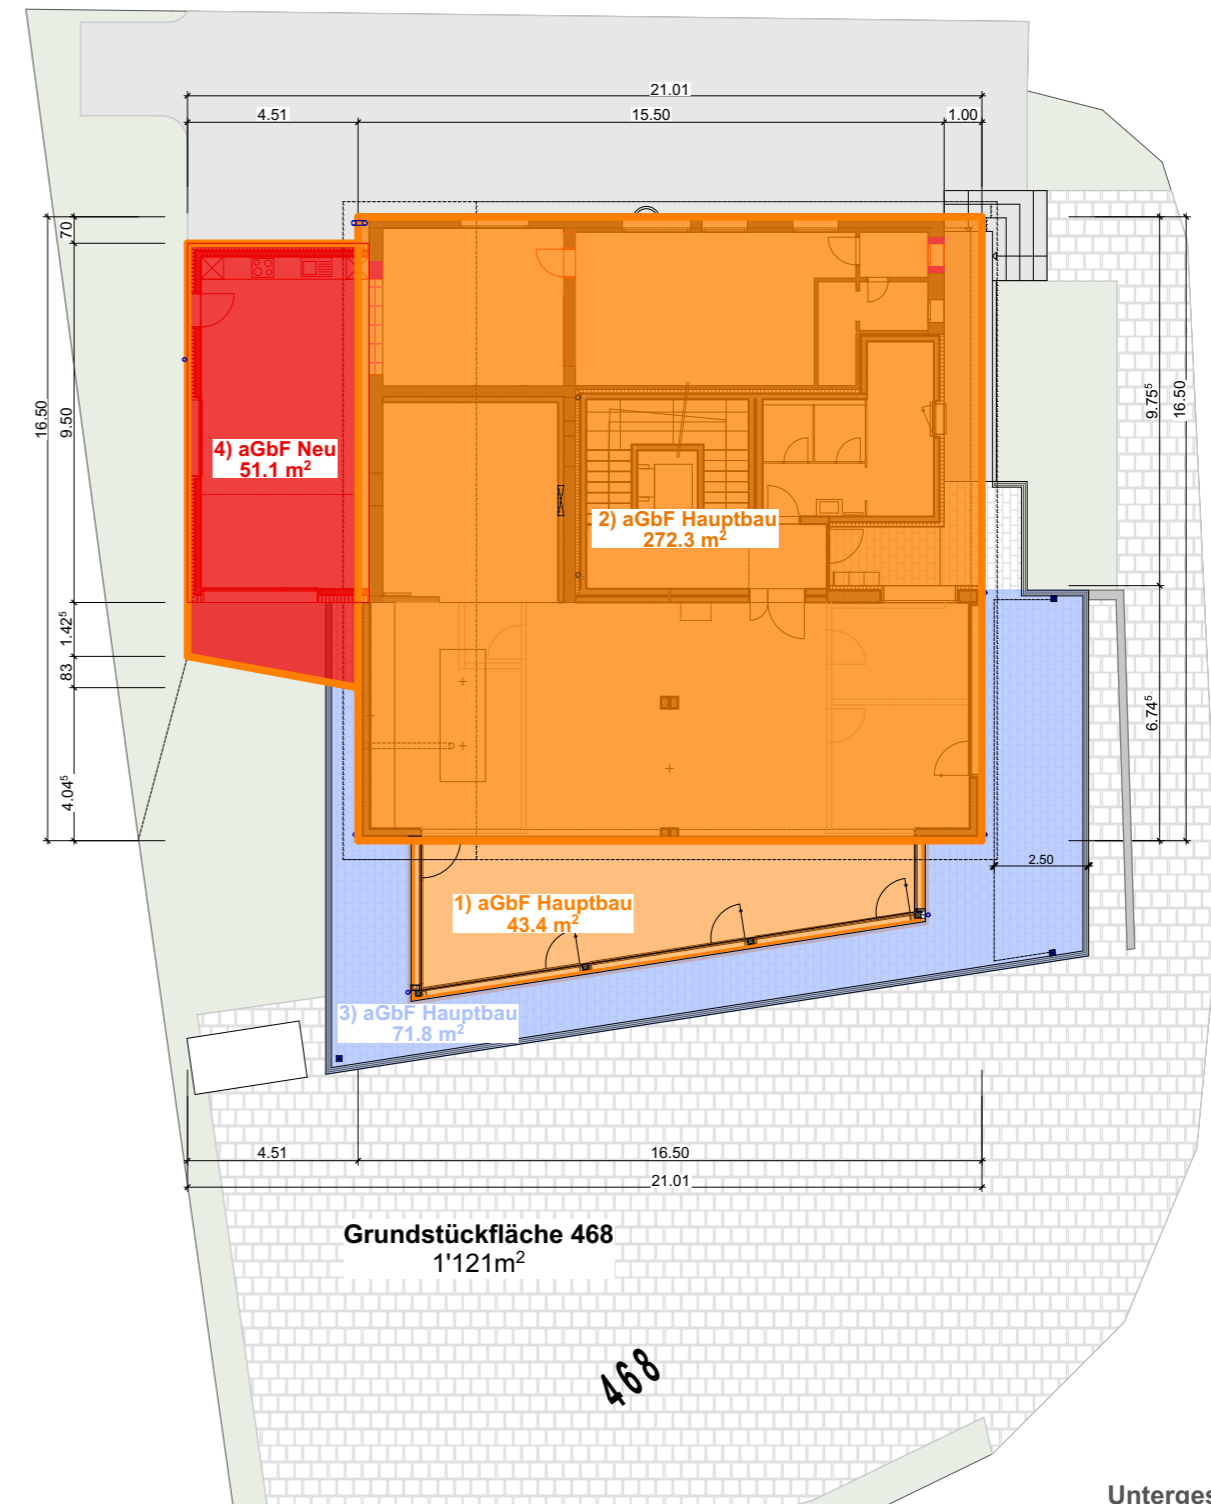 21.01
4.51
15.50
1.00
70
16.50
9.50
1.42⁵
83
4.04⁵
9.75⁵
16.50
6.74⁵
4) aGbF Neu
51.1 m²
2) aGbF Hauptbau
272.3 m²
2.50
1) aGbF Hauptbau
43.4 m²
3) aGbF Hauptbau
71.8 m²
4.51
16.50
21.01
Grundstückfläche 468
1'121m²
468
Unterges